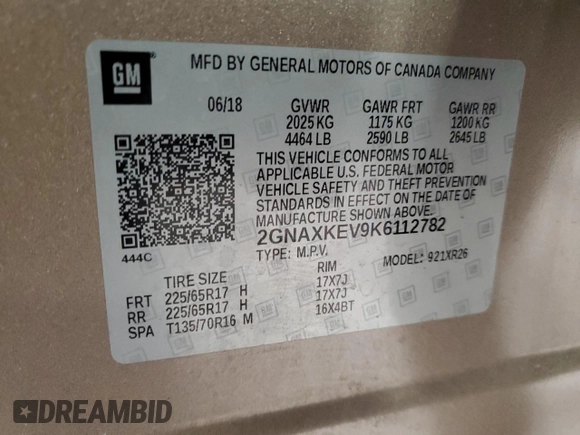 GM
MFD BY GENERAL MOTORS OF CANADA COMPANY
06/18 GVWR GAWR FRT GAWR RR
2025 KG 1175 KG 1200 KG
4464 LB 2590 LB 2645 LB
THIS VEHICLE CONFORMS TO ALL
APPLICABLE U.S. FEDERAL MOTOR
VEHICLE SAFETY AND THEFT PREVENTION
STANDARDS IN EFFECT ON THE DATE OF
MANUFACTURE SHOWN ABOVE.
2GNAXKEV9K6112782
444C
TYPE: M.P.V. MODEL: 921XR26
TIRE SIZE RIM
FRT 225/65R17 H 17X7J
RR 225/65R17 H 17X7J
SPA T135/70R16 M 16X4BT
DREAMBID